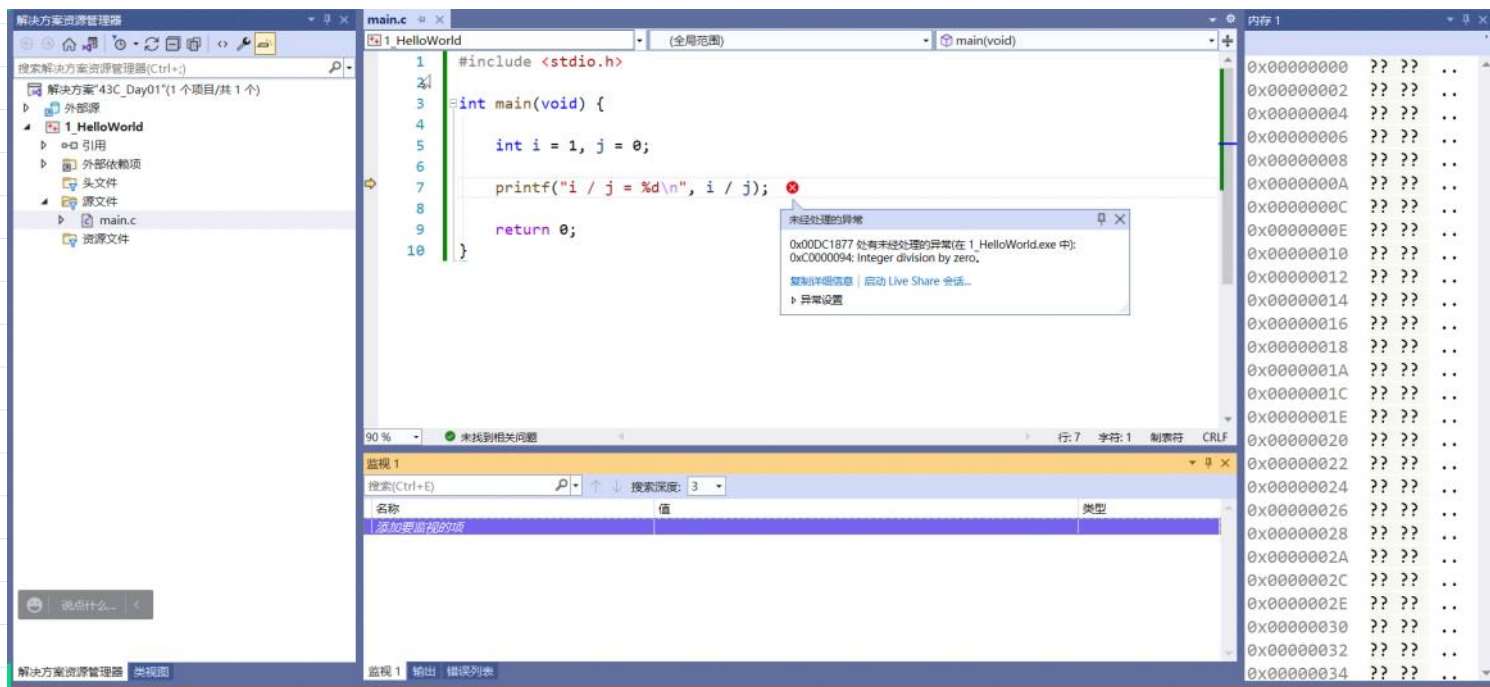 解决方案资源管理器
搜索解决方案资源管理器(Ctrl+;)
解决方案"43C_Day01"(1 个项目/共 1 个)
外部源
1_HelloWorld
引用
外部依赖项
头文件
源文件
main.c
资源文件
说点什么...
解决方案资源管理器 类视图
main.c
1_HelloWorld (全局范围) main(void)
1 #include <stdio.h>
2
3 int main(void) {
4
5 int i = 1, j = 0;
6
7 printf("i / j = %d\n", i / j);
8
9 return 0;
10 }
未经处理的异常
0x00DC1877 处有未经处理的异常(在 1_HelloWorld.exe 中):
0xC0000094: Integer division by zero。
复制详细信息 | 启动 Live Share 会话...
异常设置
90 % 未找到相关问题 行: 7 字符: 1 制表符 CRLF
监视 1
搜索(Ctrl+E) 搜索深度: 3
名称 值 类型
添加要监视的项
监视 1 输出 错误列表
内存 1
0x00000000 ?? ?? ..
0x00000002 ?? ?? ..
0x00000004 ?? ?? ..
0x00000006 ?? ?? ..
0x00000008 ?? ?? ..
0x0000000A ?? ?? ..
0x0000000C ?? ?? ..
0x0000000E ?? ?? ..
0x00000010 ?? ?? ..
0x00000012 ?? ?? ..
0x00000014 ?? ?? ..
0x00000016 ?? ?? ..
0x00000018 ?? ?? ..
0x0000001A ?? ?? ..
0x0000001C ?? ?? ..
0x0000001E ?? ?? ..
0x00000020 ?? ?? ..
0x00000022 ?? ?? ..
0x00000024 ?? ?? ..
0x00000026 ?? ?? ..
0x00000028 ?? ?? ..
0x0000002A ?? ?? ..
0x0000002C ?? ?? ..
0x0000002E ?? ?? ..
0x00000030 ?? ?? ..
0x00000032 ?? ?? ..
0x00000034 ?? ?? ..